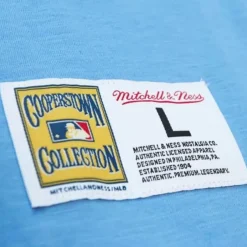 COOPERSTOWN
COLLECTION
MITCHELLANDNESS/MLB
Mitchell & Ness
L
MITCHELL & NESS NOSTALGIA CO.
AUTHENTIC LICENSED APPAREL
DESIGNED IN PHILADELPHIA, PA.
ESTABLISHED 1904
AUTHENTIC. PREMIUM. LEGENDARY.